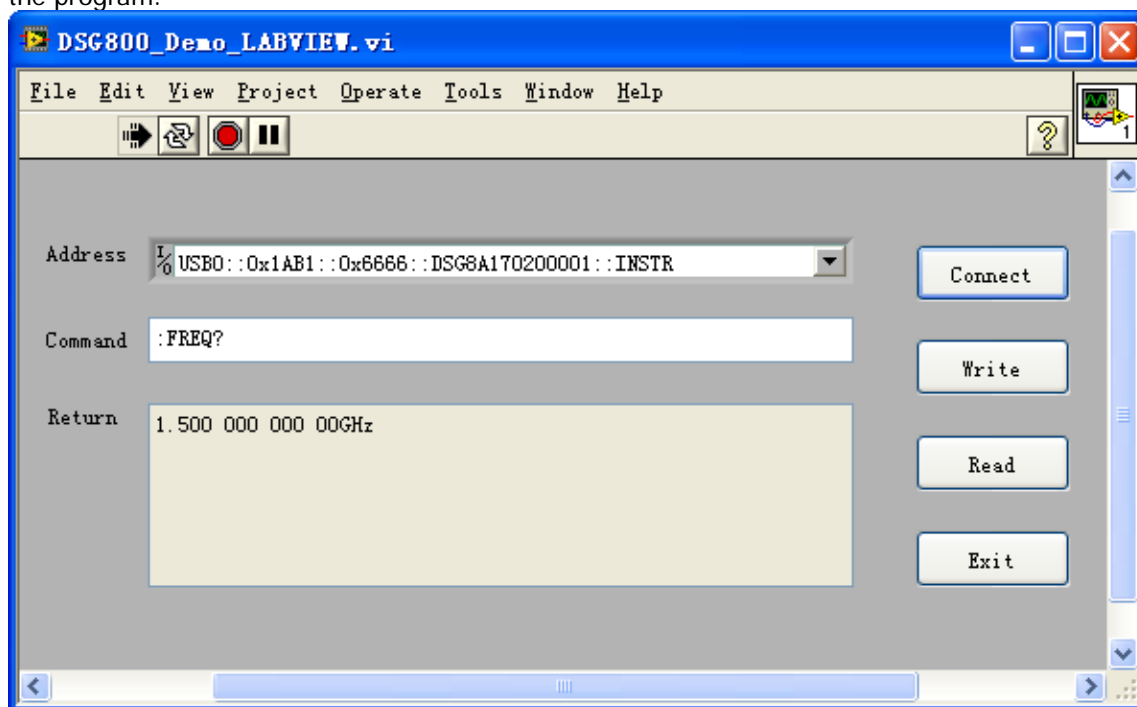 the program.
DSG800_Demo_LABVIEW.vi
File Edit View Project Operate Tools Window Help
1
Address I/O USB0::0x1AB1::0x6666::DSG8A170200001::INSTR
Connect
Command :FREQ?
Write
Return 1.500 000 000 00GHz
Read
Exit